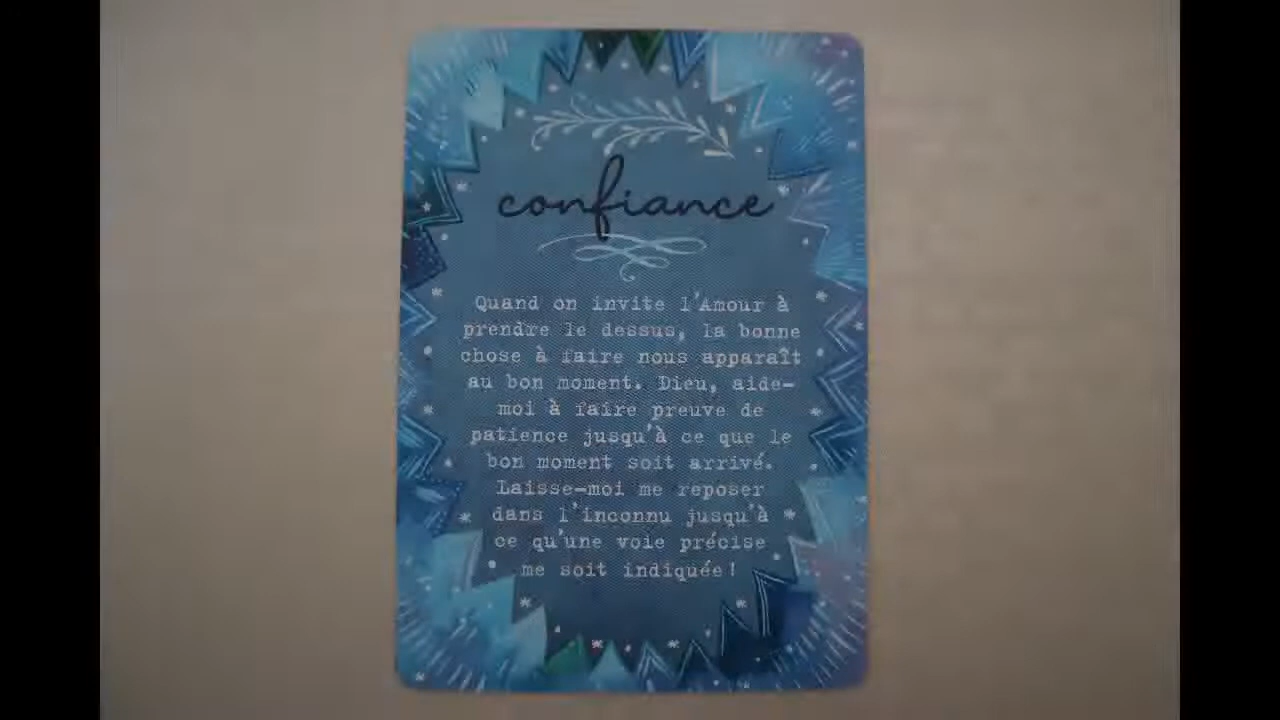 confiance
Quand on invite l'Amour à
prendre le dessus, la bonne
chose à faire nous apparaît
au bon moment. Dieu, aide-
moi à faire preuve de
patience jusqu'à ce que le
bon moment soit arrivé.
Laisse-moi me reposer
dans l'inconnu jusqu'à
ce qu'une voie précise
me soit indiquée!